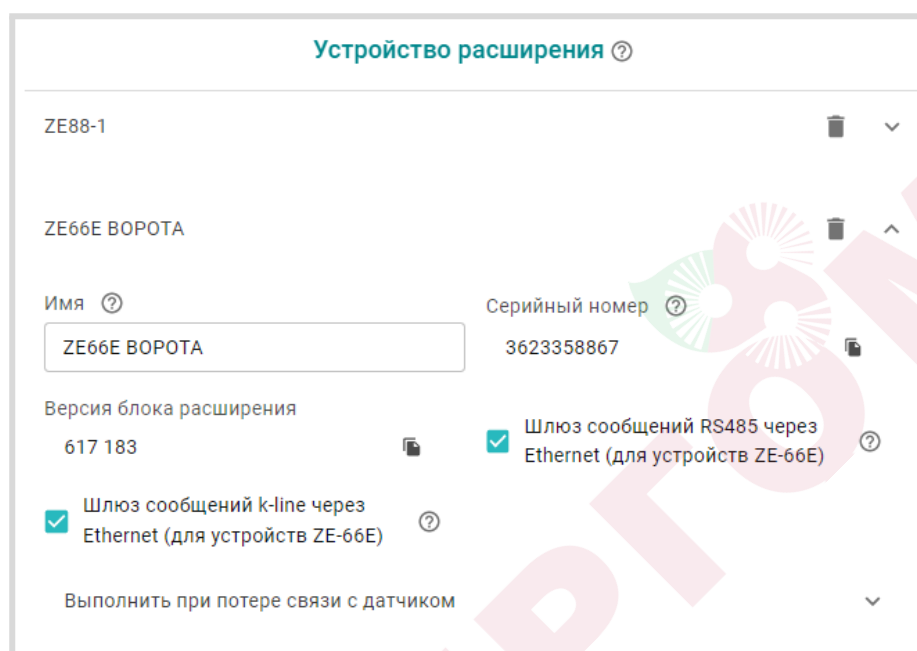 Устройство расширения
ZE88-1
ZE66E ВОРОТА
Имя
Серийный номер
ZE66E ВОРОТА
3623358867
Версия блока расширения
617 183
Шлюз сообщений RS485 через
Ethernet (для устройств ZE-66E)
Шлюз сообщений k-line через
Ethernet (для устройств ZE-66E)
Выполнить при потере связи с датчиком